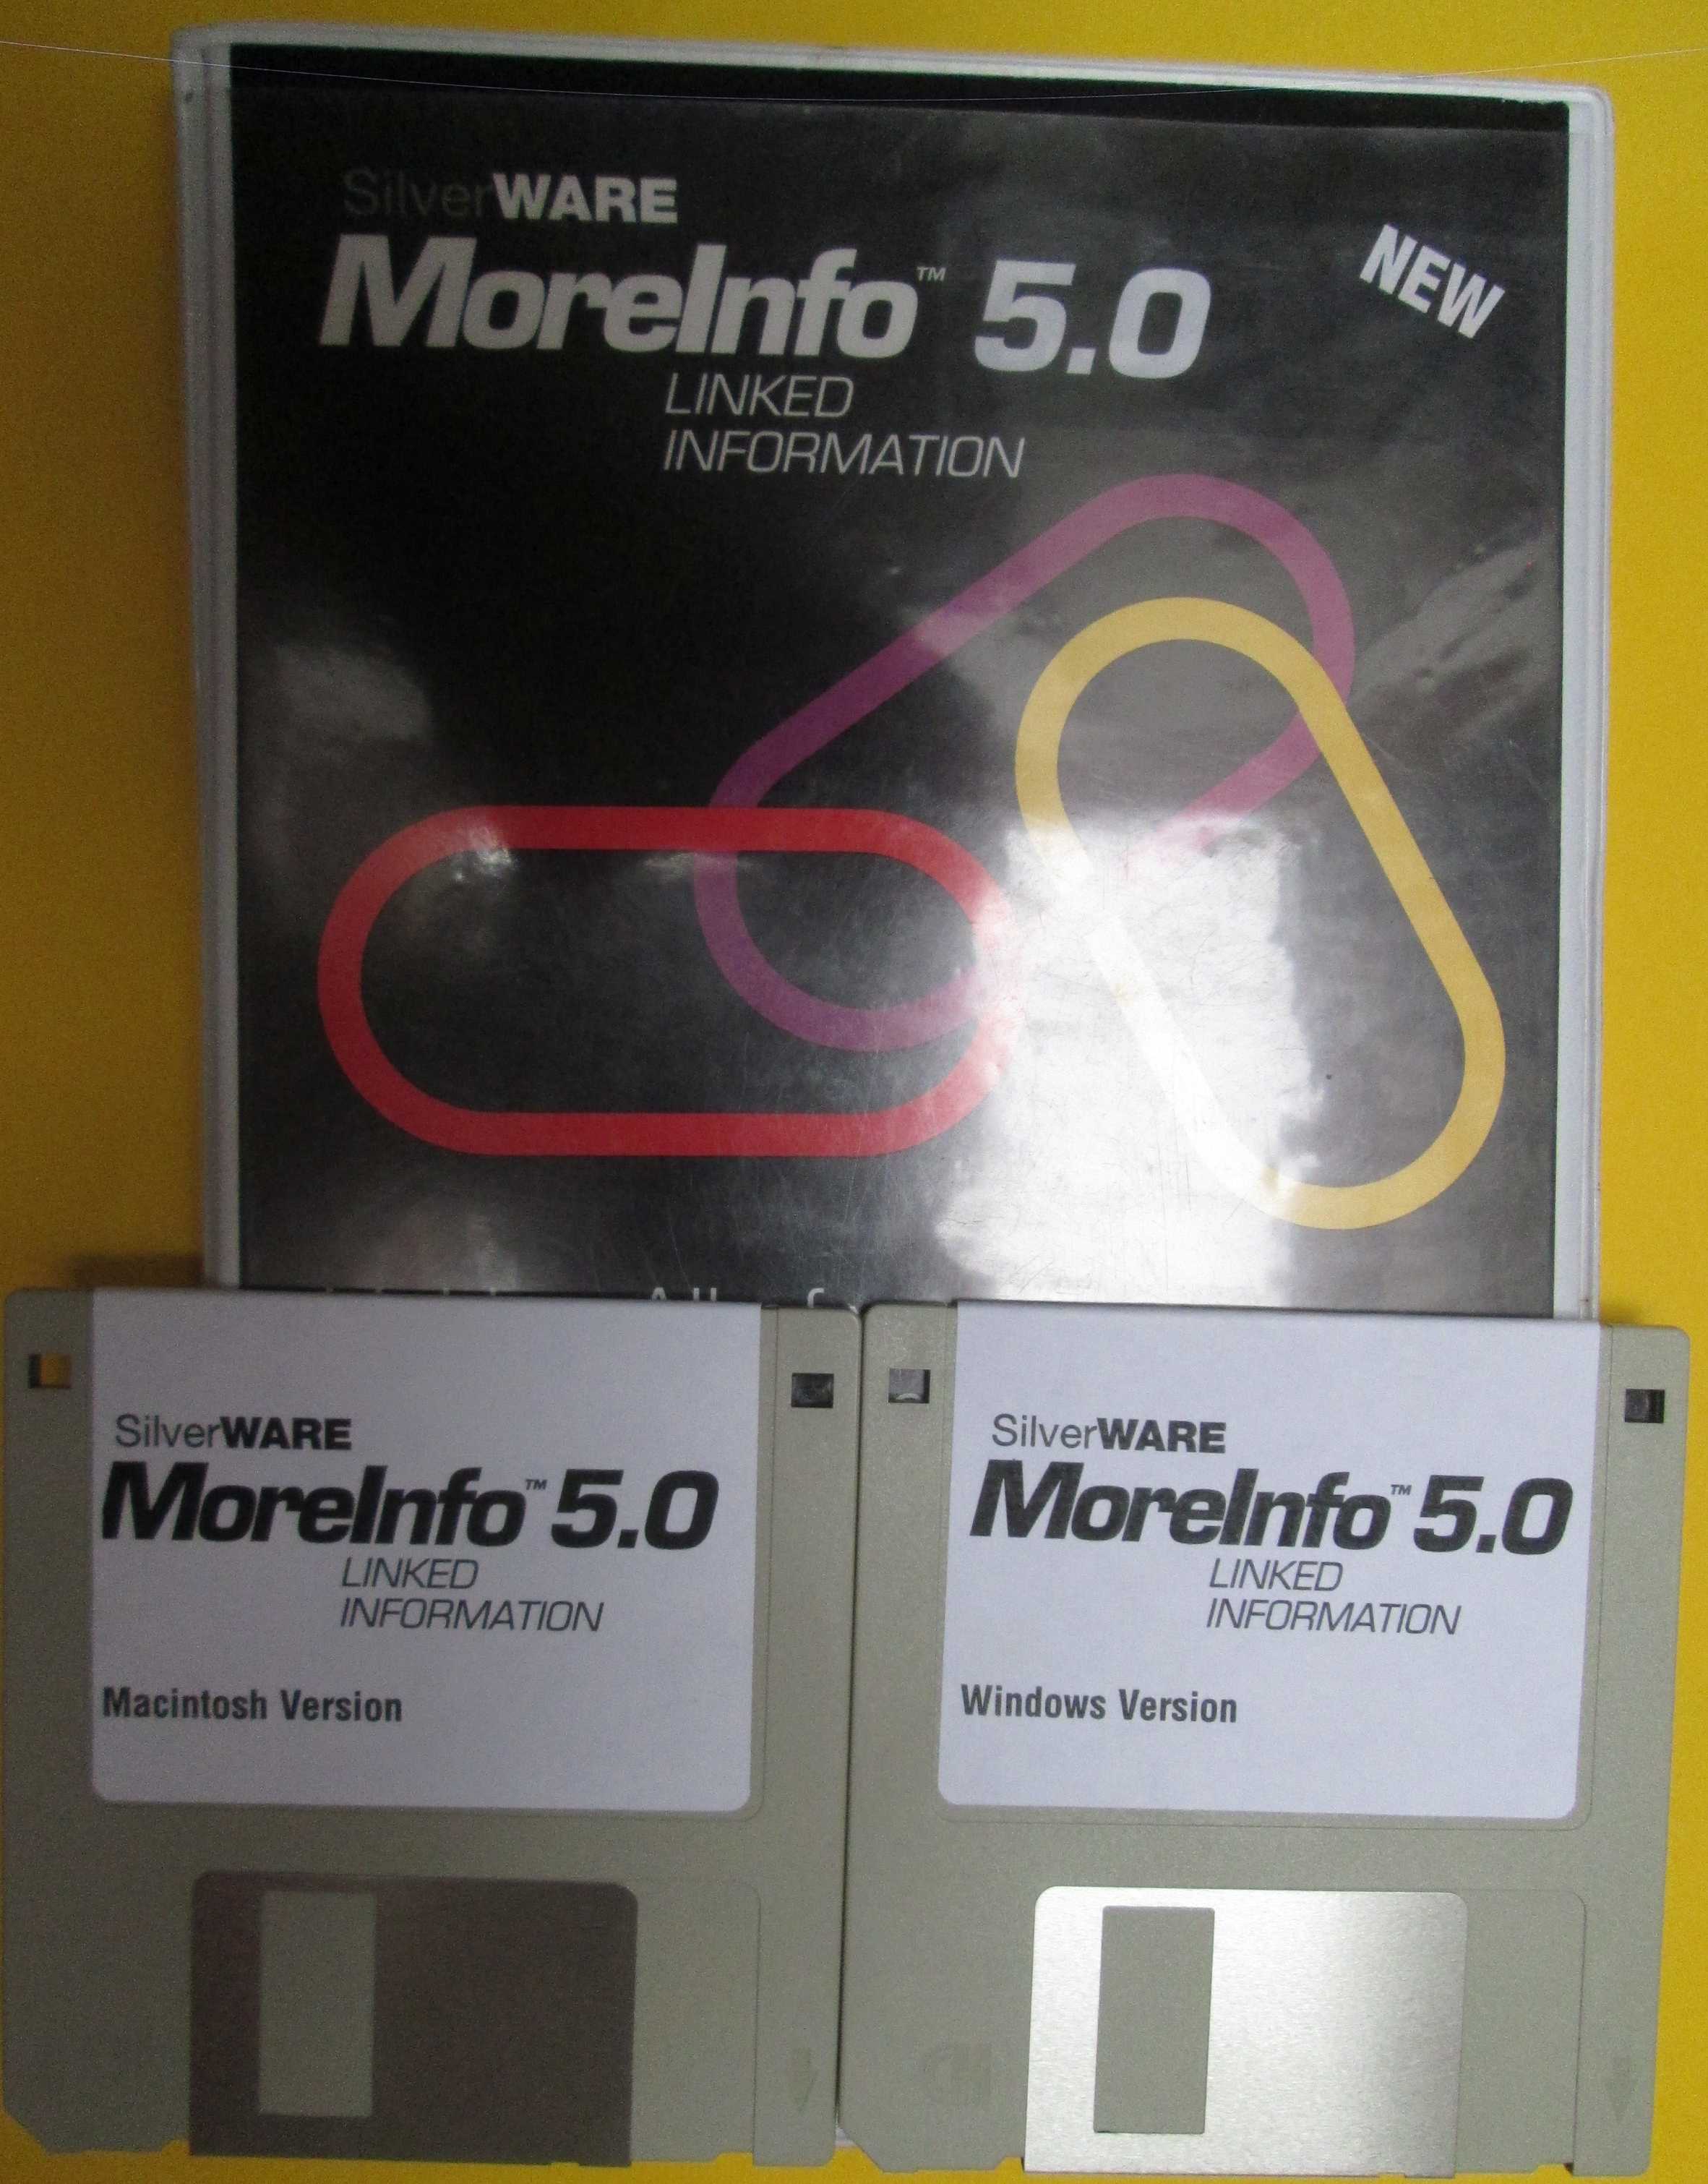 SilverWARE
MoreInfo™ 5.0
NEW
LINKED
INFORMATION
SilverWARE
MoreInfo™ 5.0
LINKED
INFORMATION
Macintosh Version
SilverWARE
MoreInfo™ 5.0
LINKED
INFORMATION
Windows Version